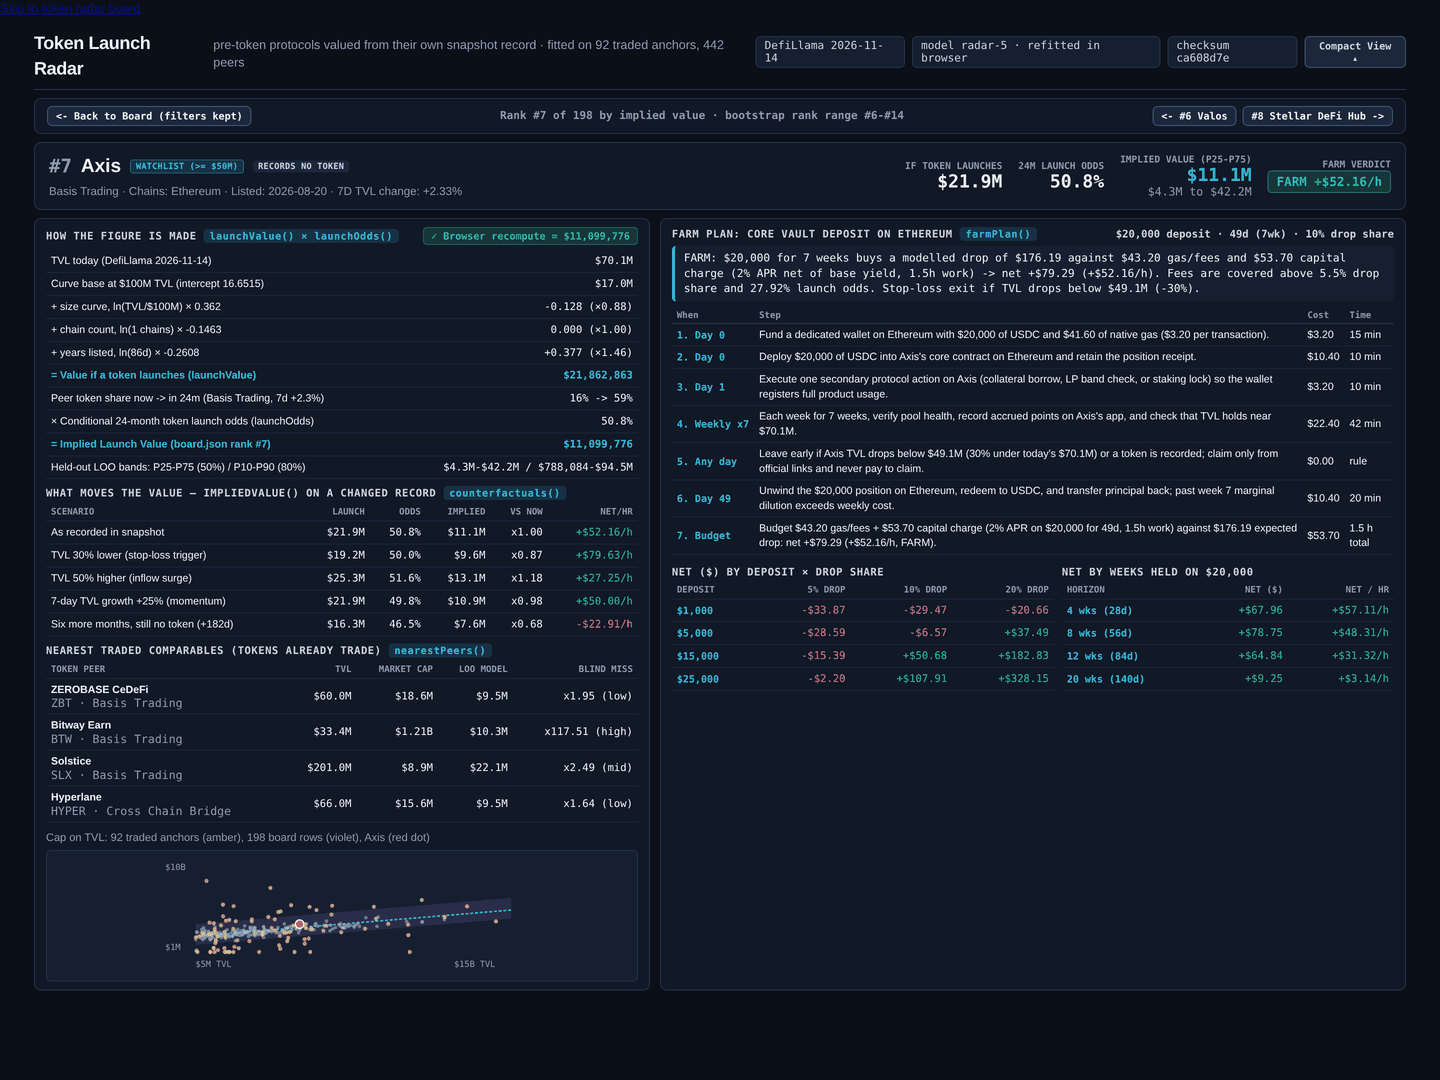 Skip to token radar board
Token Launch
Radar
pre-token protocols valued from their own snapshot record · fitted on 92 traded anchors, 442
peers
DefiLlama 2026-11-
14
model radar-5 · refitted in
browser
checksum
ca608d7e
Compact View
▴
<- Back to Board (filters kept)
Rank #7 of 198 by implied value · bootstrap rank range #6-#14
<- #6 Valos
#8 Stellar DeFi Hub ->
#7 Axis WATCHLIST (>= $50M) RECORDS NO TOKEN
Basis Trading · Chains: Ethereum · Listed: 2026-08-20 · 7D TVL change: +2.33%
IF TOKEN LAUNCHES
$21.9M
24M LAUNCH ODDS
50.8%
IMPLIED VALUE (P25-P75)
$11.1M
$4.3M to $42.2M
FARM VERDICT
FARM +$52.16/h
HOW THE FIGURE IS MADE launchValue() × launchOdds() ✓ Browser recompute = $11,099,776
TVL today (DefiLlama 2026-11-14) $70.1M
Curve base at $100M TVL (intercept 16.6515) $17.0M
+ size curve, ln(TVL/$100M) × 0.362 -0.128 (×0.88)
+ chain count, ln(1 chains) × -0.1463 0.000 (×1.00)
+ years listed, ln(86d) × -0.2608 +0.377 (×1.46)
= Value if a token launches (launchValue) $21,862,863
Peer token share now -> in 24m (Basis Trading, 7d +2.3%) 16% -> 59%
× Conditional 24-month token launch odds (launchOdds) 50.8%
= Implied Launch Value (board.json rank #7) $11,099,776
Held-out LOO bands: P25-P75 (50%) / P10-P90 (80%) $4.3M-$42.2M / $788,084-$94.5M
WHAT MOVES THE VALUE — IMPLIEDVALUE() ON A CHANGED RECORD counterfactuals()
SCENARIO LAUNCH ODDS IMPLIED VS NOW NET/HR
As recorded in snapshot $21.9M 50.8% $11.1M x1.00 +$52.16/h
TVL 30% lower (stop-loss trigger) $19.2M 50.0% $9.6M x0.87 +$79.63/h
TVL 50% higher (inflow surge) $25.3M 51.6% $13.1M x1.18 +$27.25/h
7-day TVL growth +25% (momentum) $21.9M 49.8% $10.9M x0.98 +$50.00/h
Six more months, still no token (+182d) $16.3M 46.5% $7.6M x0.68 -$22.91/h
NEAREST TRADED COMPARABLES (TOKENS ALREADY TRADE) nearestPeers()
TOKEN PEER TVL MARKET CAP LOO MODEL BLIND MISS
ZEROBASE CeDeFi
ZBT · Basis Trading $60.0M $18.6M $9.5M x1.95 (low)
Bitway Earn
BTW · Basis Trading $33.4M $1.21B $10.3M x117.51 (high)
Solstice
SLX · Basis Trading $201.0M $8.9M $22.1M x2.49 (mid)
Hyperlane
HYPER · Cross Chain Bridge $66.0M $15.6M $9.5M x1.64 (low)
Cap on TVL: 92 traded anchors (amber), 198 board rows (violet), Axis (red dot)
$10B
$1M
$5M TVL
$15B TVL
FARM PLAN: CORE VAULT DEPOSIT ON ETHEREUM farmPlan() $20,000 deposit · 49d (7wk) · 10% drop share
FARM: $20,000 for 7 weeks buys a modelled drop of $176.19 against $43.20 gas/fees and $53.70 capital
charge (2% APR net of base yield, 1.5h work) -> net +$79.29 (+$52.16/h). Fees are covered above 5.5% drop
share and 27.92% launch odds. Stop-loss exit if TVL drops below $49.1M (-30%).
When Step Cost Time
1. Day 0 Fund a dedicated wallet on Ethereum with $20,000 of USDC and $41.60 of native gas ($3.20 per transaction). $3.20 15 min
2. Day 0 Deploy $20,000 of USDC into Axis's core contract on Ethereum and retain the position receipt. $10.40 10 min
3. Day 1 Execute one secondary protocol action on Axis (collateral borrow, LP band check, or staking lock) so the wallet
registers full product usage. $3.20 10 min
4. Weekly x7 Each week for 7 weeks, verify pool health, record accrued points on Axis's app, and check that TVL holds near
$70.1M. $22.40 42 min
5. Any day Leave early if Axis TVL drops below $49.1M (30% under today's $70.1M) or a token is recorded; claim only from
official links and never pay to claim. $0.00 rule
6. Day 49 Unwind the $20,000 position on Ethereum, redeem to USDC, and transfer principal back; past week 7 marginal
dilution exceeds weekly cost. $10.40 20 min
7. Budget Budget $43.20 gas/fees + $53.70 capital charge (2% APR on $20,000 for 49d, 1.5h work) against $176.19 expected
drop: net +$79.29 (+$52.16/h, FARM). $53.70 1.5 h
total
NET ($) BY DEPOSIT × DROP SHARE
DEPOSIT 5% DROP 10% DROP 20% DROP
$1,000 -$33.87 -$29.47 -$20.66
$5,000 -$28.59 -$6.57 +$37.49
$15,000 -$15.39 +$50.68 +$182.83
$25,000 -$2.20 +$107.91 +$328.15
NET BY WEEKS HELD ON $20,000
HORIZON NET ($) NET / HR
4 wks (28d) +$67.96 +$57.11/h
8 wks (56d) +$78.75 +$48.31/h
12 wks (84d) +$64.84 +$31.32/h
20 wks (140d) +$9.25 +$3.14/h